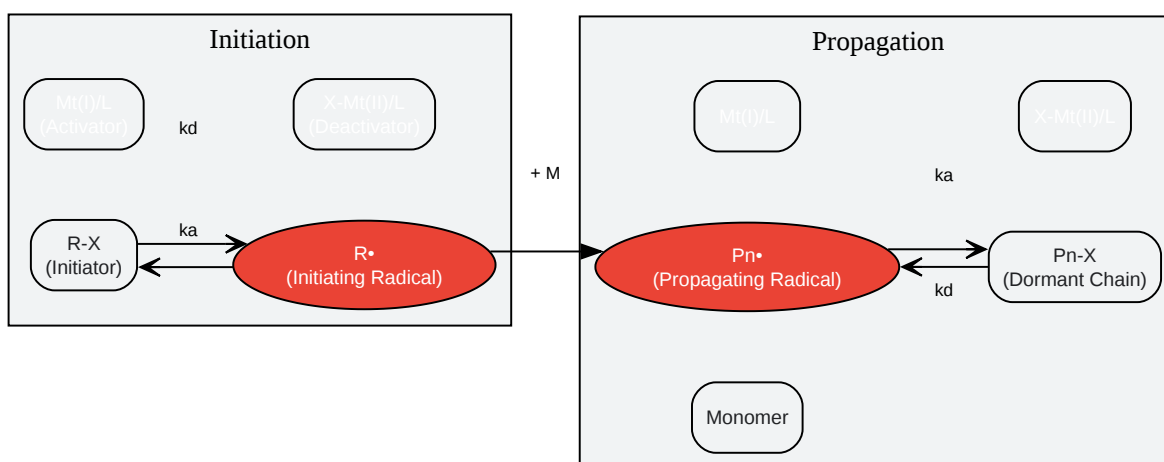 Initiation
Mt(I)/L
(Activator)
kd
X-Mt(II)/L
(Deactivator)
R-X
(Initiator)
ka
R•
(Initiating Radical)
+ M
Propagation
Mt(I)/L
X-Mt(II)/L
ka
Pn•
(Propagating Radical)
kd
Pn-X
(Dormant Chain)
Monomer